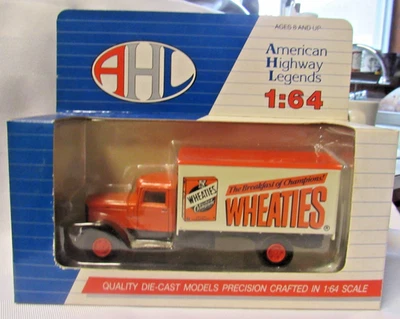 AGES 8 AND UP
AHL
American
Highway
Legends
1:64
The Breakfast of Champions!
WHEATIES
WHEATIES®
QUALITY DIE-CAST MODELS PRECISION CRAFTED IN 1:64 SCALE